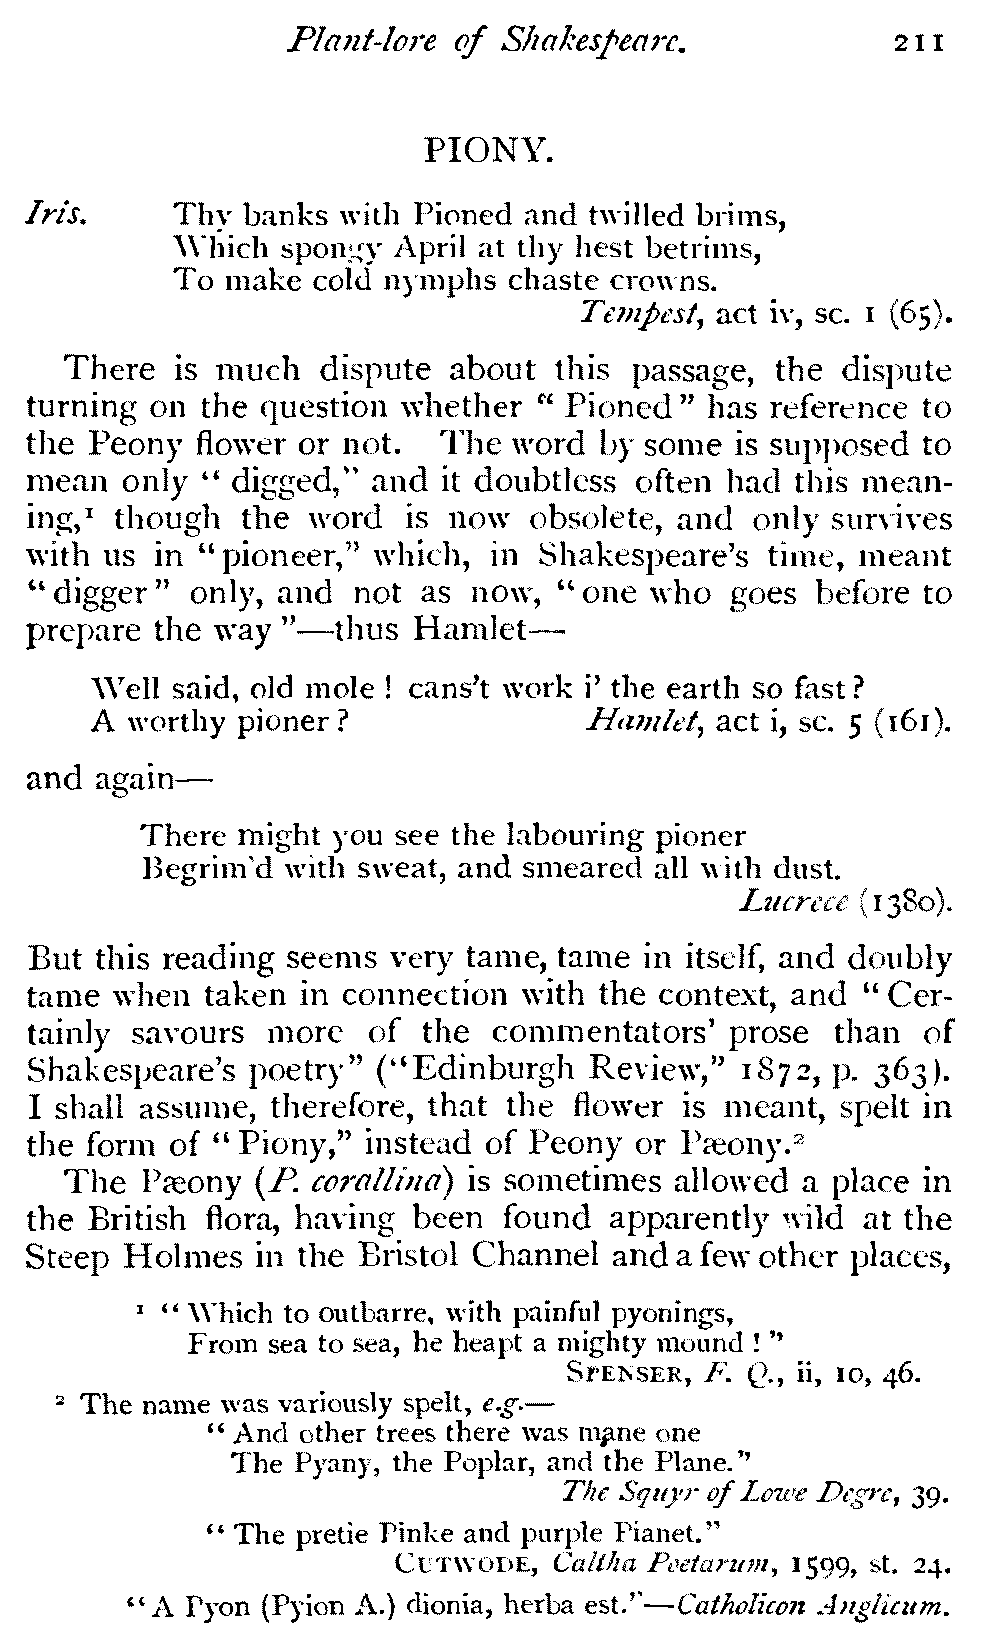 Plant-lore of Shakespeare. 211
PIONY.
Iris. Thy banks with Pioned and twilled brims,
Which spongy April at thy hest betrims,
To make cold nymphs chaste crowns.
Tempest, act iv, sc. 1 (65).
There is much dispute about this passage, the dispute
turning on the question whether “ Pioned ” has reference to
the Peony flower or not. The word by some is supposed to
mean only “ digged,” and it doubtless often had this mean-
ing,¹ though the word is now obsolete, and only survives
with us in “ pioneer,” which, in Shakespeare’s time, meant
“ digger ” only, and not as now, “ one who goes before to
prepare the way ”—thus Hamlet—
Well said, old mole ! cans’t work i’ the earth so fast ?
A worthy pioner ? Hamlet, act i, sc. 5 (161).
and again—
There might you see the labouring pioner
Begrim’d with sweat, and smeared all with dust.
Lucrece (1380).
But this reading seems very tame, tame in itself, and doubly
tame when taken in connection with the context, and “ Cer-
tainly savours more of the commentators’ prose than of
Shakespeare’s poetry” (“Edinburgh Review,” 1872, p. 363).
I shall assume, therefore, that the flower is meant, spelt in
the form of “ Piony,” instead of Peony or Pæony.²
The Pæony (P. corallina) is sometimes allowed a place in
the British flora, having been found apparently wild at the
Steep Holmes in the Bristol Channel and a few other places,
¹ “ Which to outbarre, with painful pyonings,
From sea to sea, he heapt a mighty mound ! ”
SPENSER, F. Q., ii, 10, 46.
² The name was variously spelt, e.g.—
“ And other trees there was mane one
The Pyany, the Poplar, and the Plane.”
The Squyr of Lowe Degre, 39.
“ The pretie Pinke and purple Pianet.”
CUTWODE, Caltha Poetarum, 1599, st. 24.
“ A Pyon (Pyion A.) dionia, herba est.”—Catholicon Anglicum.